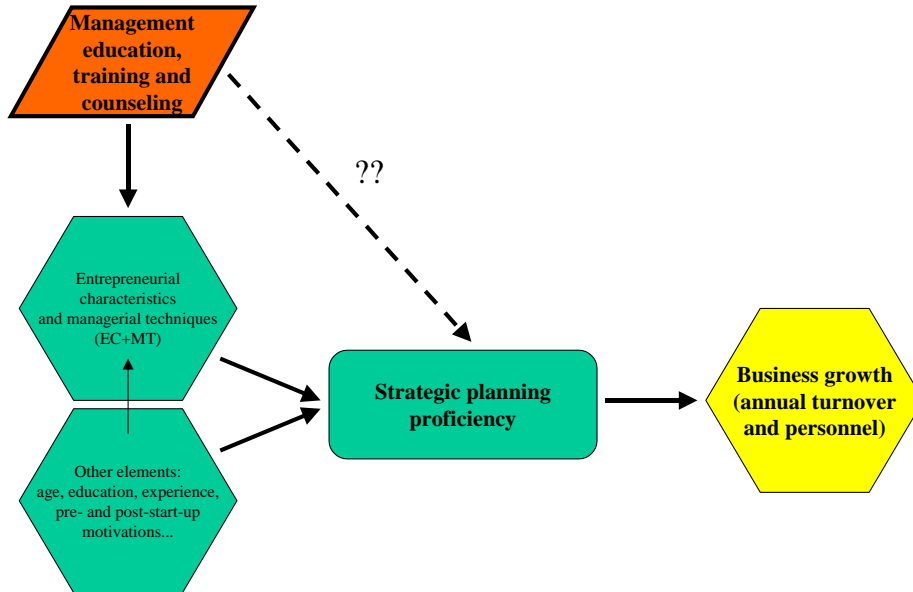 Management
education,
training and
counseling
??
Entrepreneurial
characteristics
and managerial techniques
(EC+MT)
Strategic planning
proficiency
Business growth
(annual turnover
and personnel)
Other elements:
age, education, experience,
pre- and post-start-up
motivations...